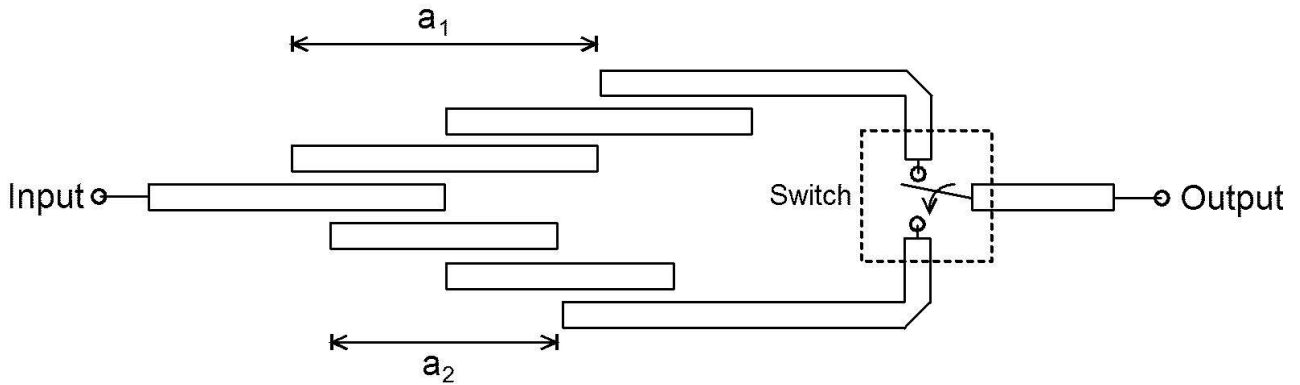 a₁
Input
Switch
Output
a₂